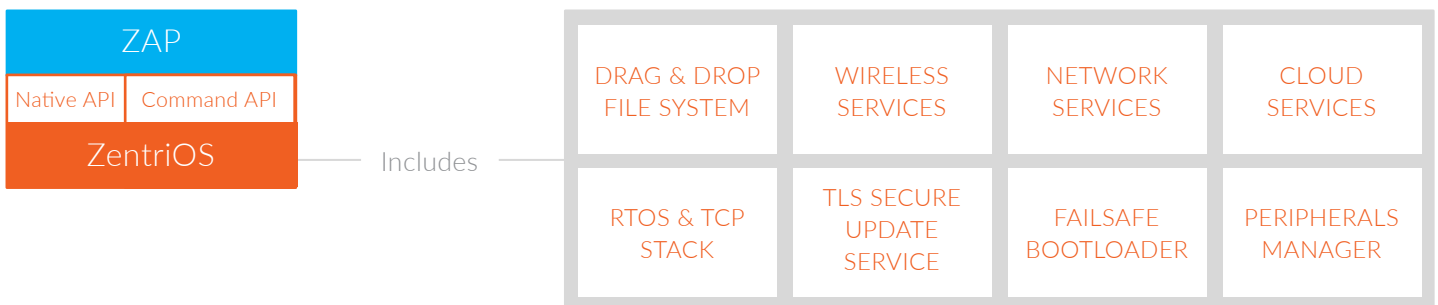 ZAP
Native API
Command API
ZentriOS
Includes
DRAG & DROP
FILE SYSTEM
WIRELESS
SERVICES
NETWORK
SERVICES
CLOUD
SERVICES
RTOS & TCP
STACK
TLS SECURE
UPDATE
SERVICE
FAILSAFE
BOOTLOADER
PERIPHERALS
MANAGER